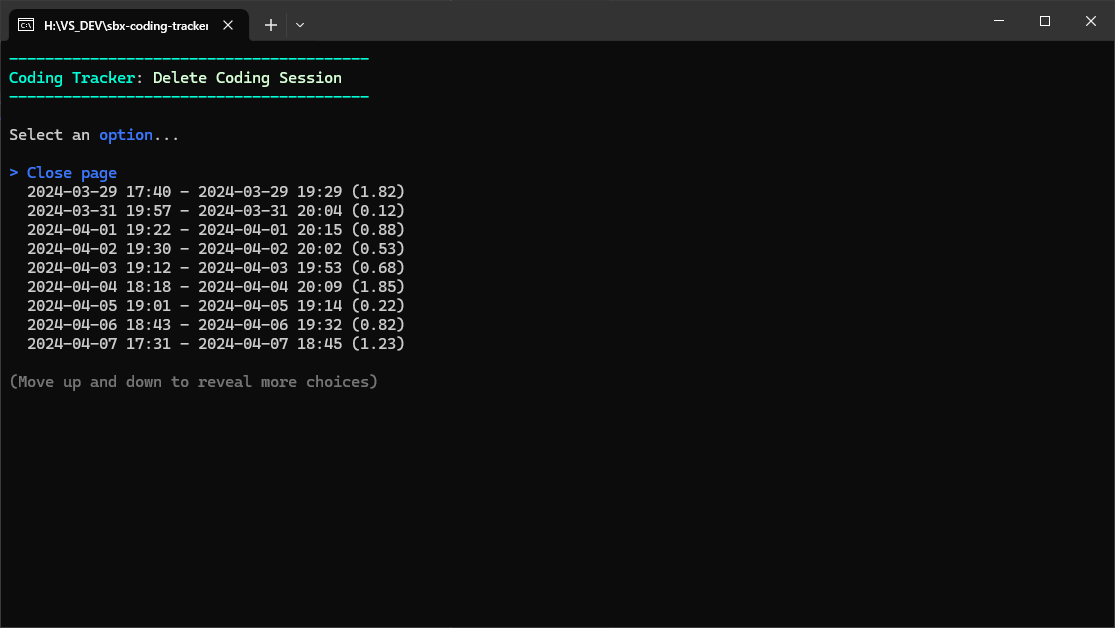 H:\VS_DEV\sbx-coding-tracker
----------------------------------------
Coding Tracker: Delete Coding Session
----------------------------------------
Select an option...
> Close page
2024-03-29 17:40 - 2024-03-29 19:29 (1.82)
2024-03-31 19:57 - 2024-03-31 20:04 (0.12)
2024-04-01 19:22 - 2024-04-01 20:15 (0.88)
2024-04-02 19:30 - 2024-04-02 20:02 (0.53)
2024-04-03 19:12 - 2024-04-03 19:53 (0.68)
2024-04-04 18:18 - 2024-04-04 20:09 (1.85)
2024-04-05 19:01 - 2024-04-05 19:14 (0.22)
2024-04-06 18:43 - 2024-04-06 19:32 (0.82)
2024-04-07 17:31 - 2024-04-07 18:45 (1.23)
(Move up and down to reveal more choices)